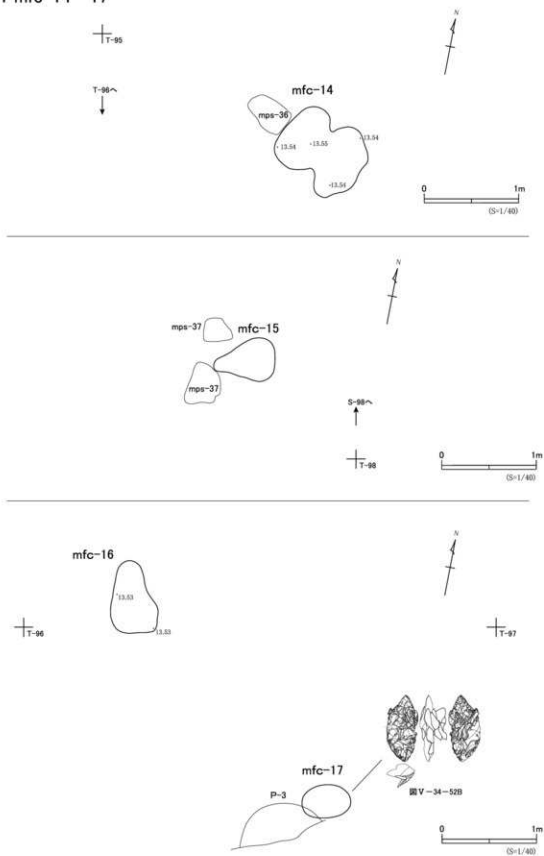 N
T-95
T-96へ
mfc-14
mps-36
13.54
13.55
13.54
13.54
0 1m
(S=1/40)
N
mps-37
mfc-15
mps-37
S-98へ
T-98
0 1m
(S=1/40)
N
mfc-16
13.53
13.53
T-96
T-97
mfc-17
P-3
図Ⅴ-34-52B
0 1m
(S=1/40)